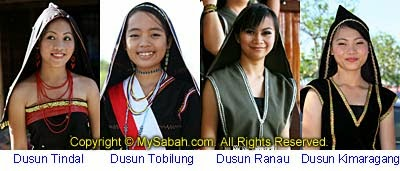 Copyright © MySabah.com. All Rights Reserved.
Dusun Tindal Dusun Tobilung Dusun Ranau Dusun Kimaragang